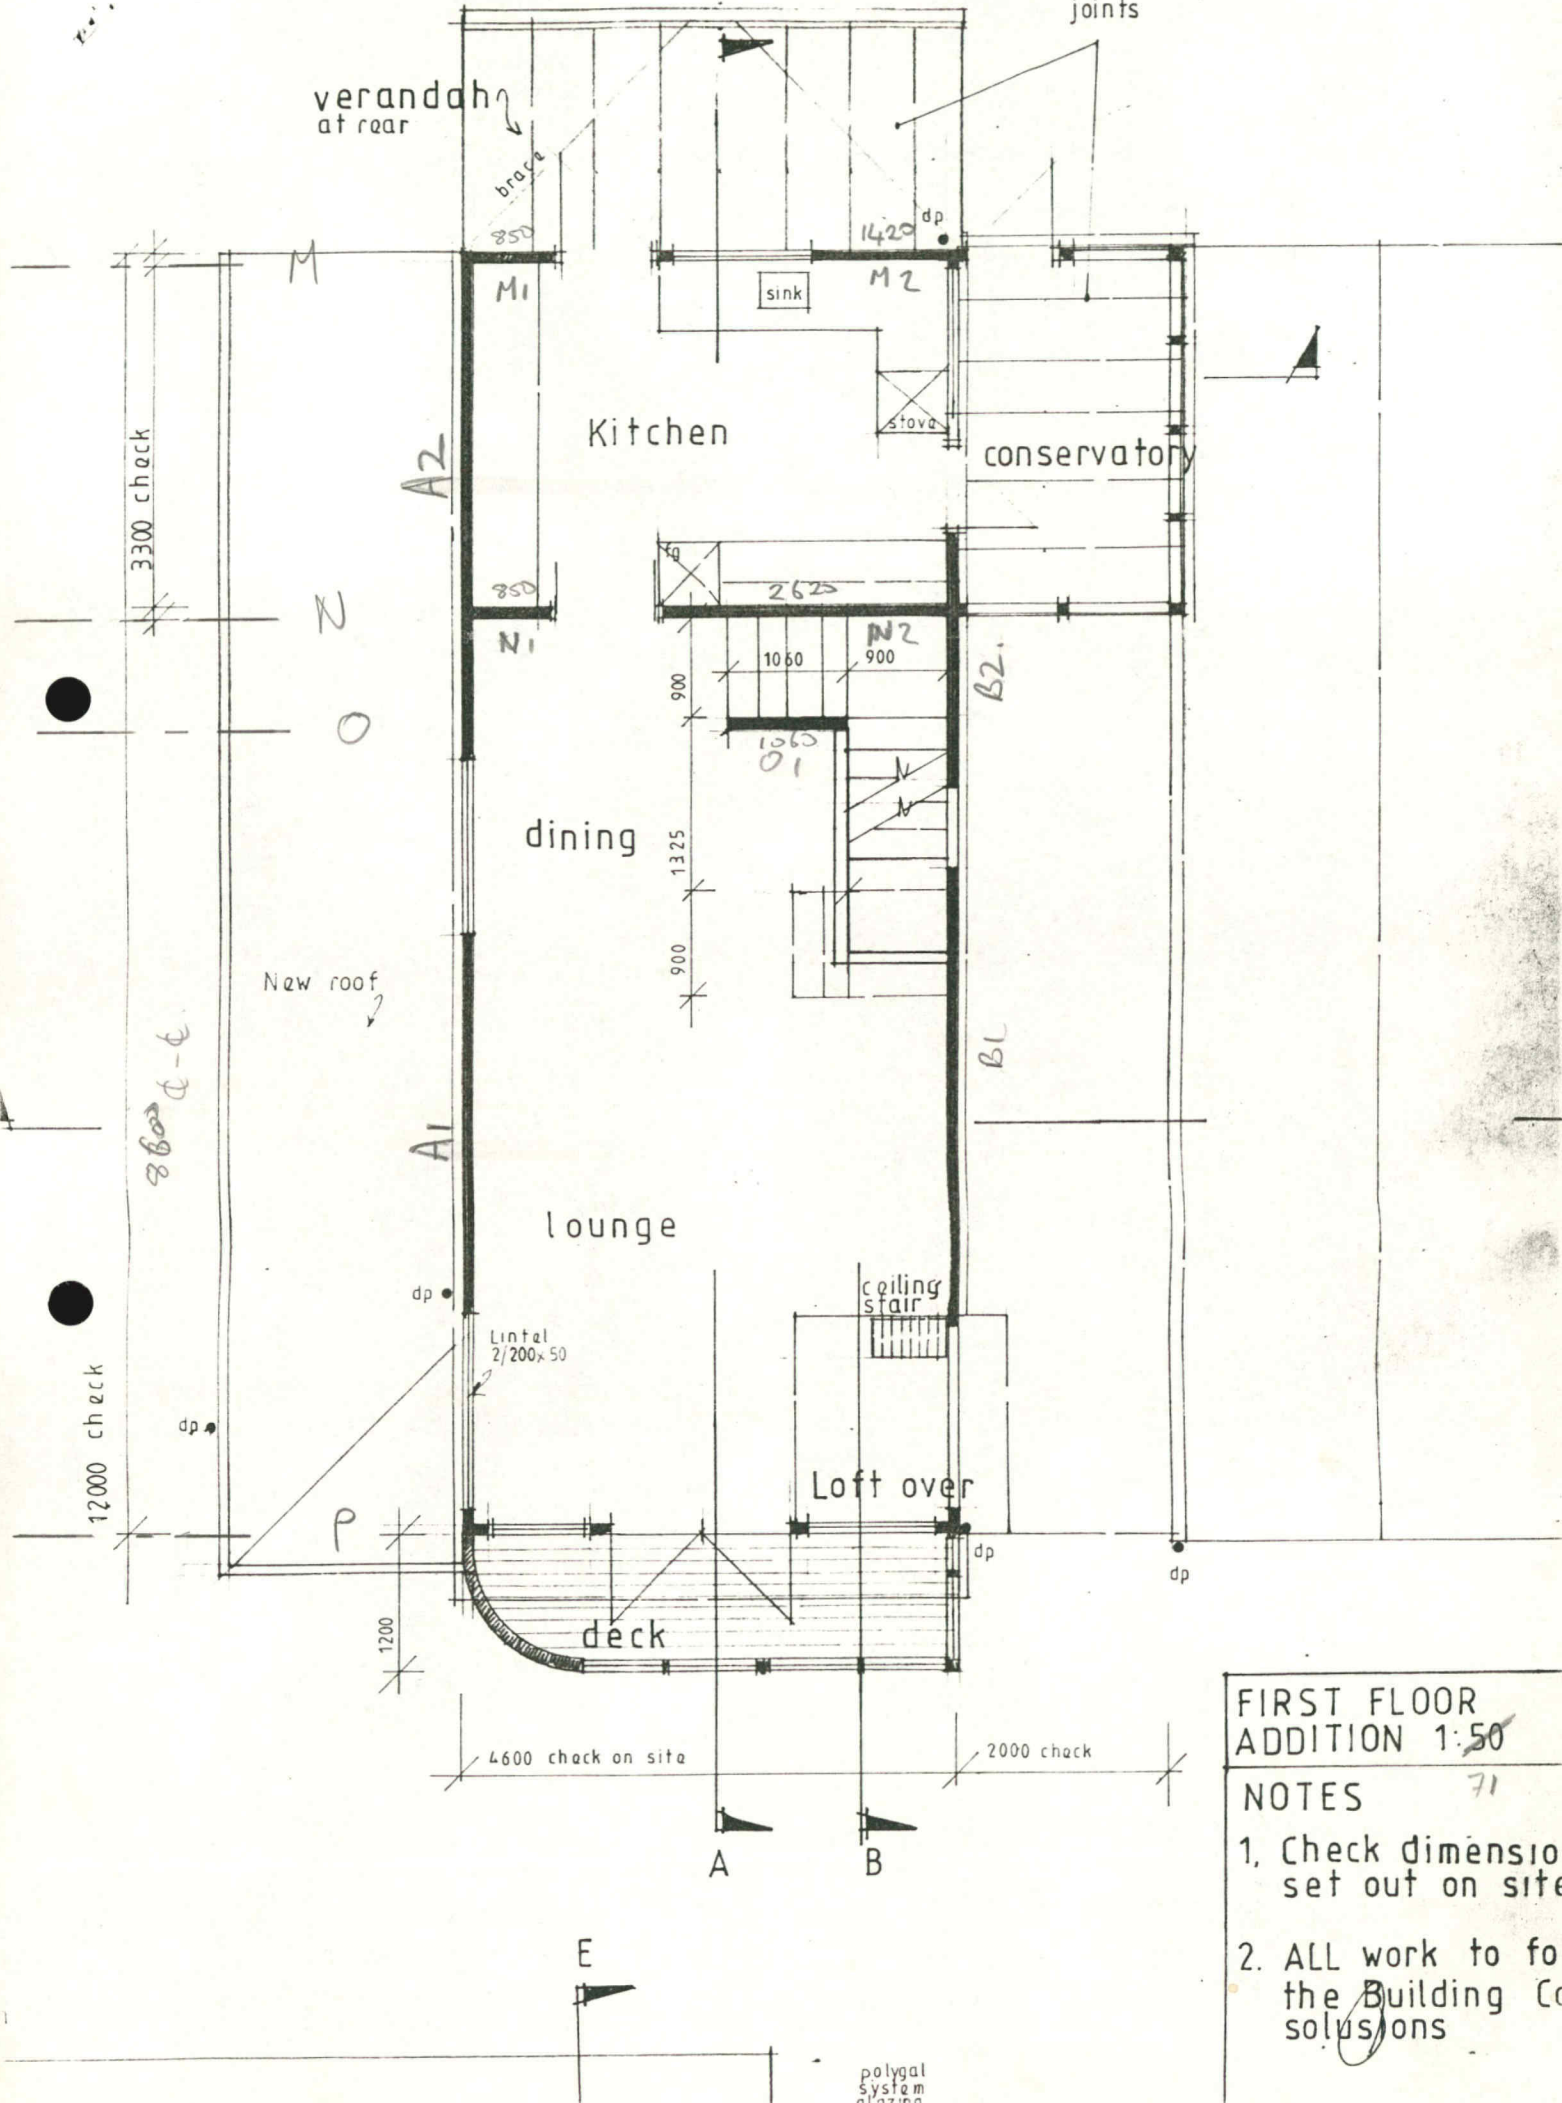 joints
verandah
at rear
brace
850
1420
dp
M
M1
sink
M2
Kitchen
stove
conservatory
A2
3300 check
fg
850
2620
N
N1
N2
1060
900
900
B2.
O
1060
O1
N
N
dining
1325
900
New roof
8600 ¢-¢
B1
A1
lounge
dp
ceiling
stair
Lintel
2/200x50
12000 check
dp
Loft over
P
dp
dp
1200
deck
FIRST FLOOR
ADDITION 1:50
71
4600 check on site
2000 check
NOTES
1, Check dimensio
set out on site
A
B
2. ALL work to fo
the Building Co
solusions
E
polygal
system
glazing